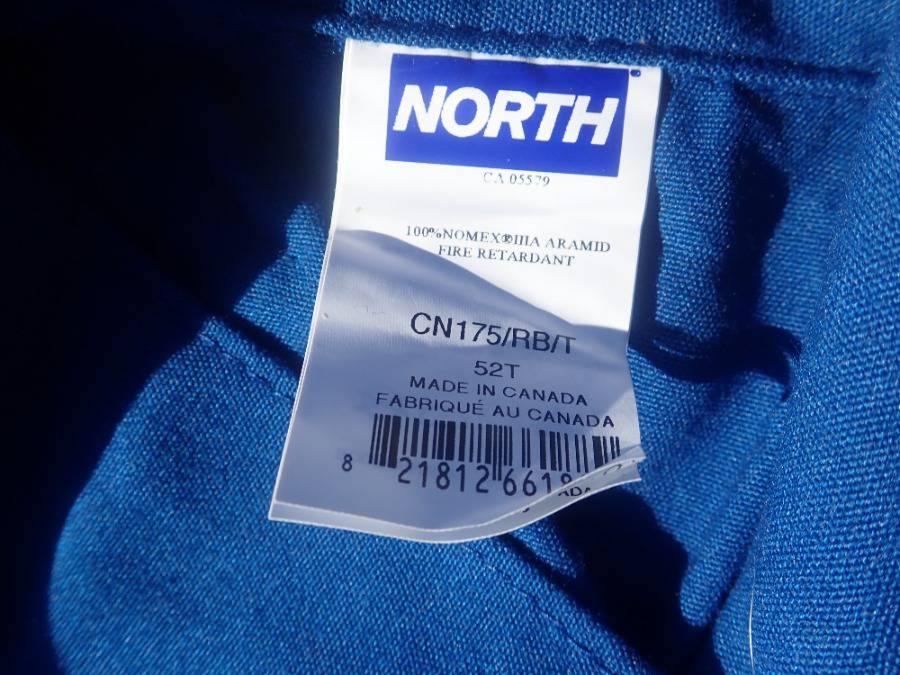 NORTH
CA 05579
100%NOMEX®IIIA ARAMID
FIRE RETARDANT
CN175/RB/T
52T
MADE IN CANADA
FABRIQUÉ AU CANADA
8 21812 661